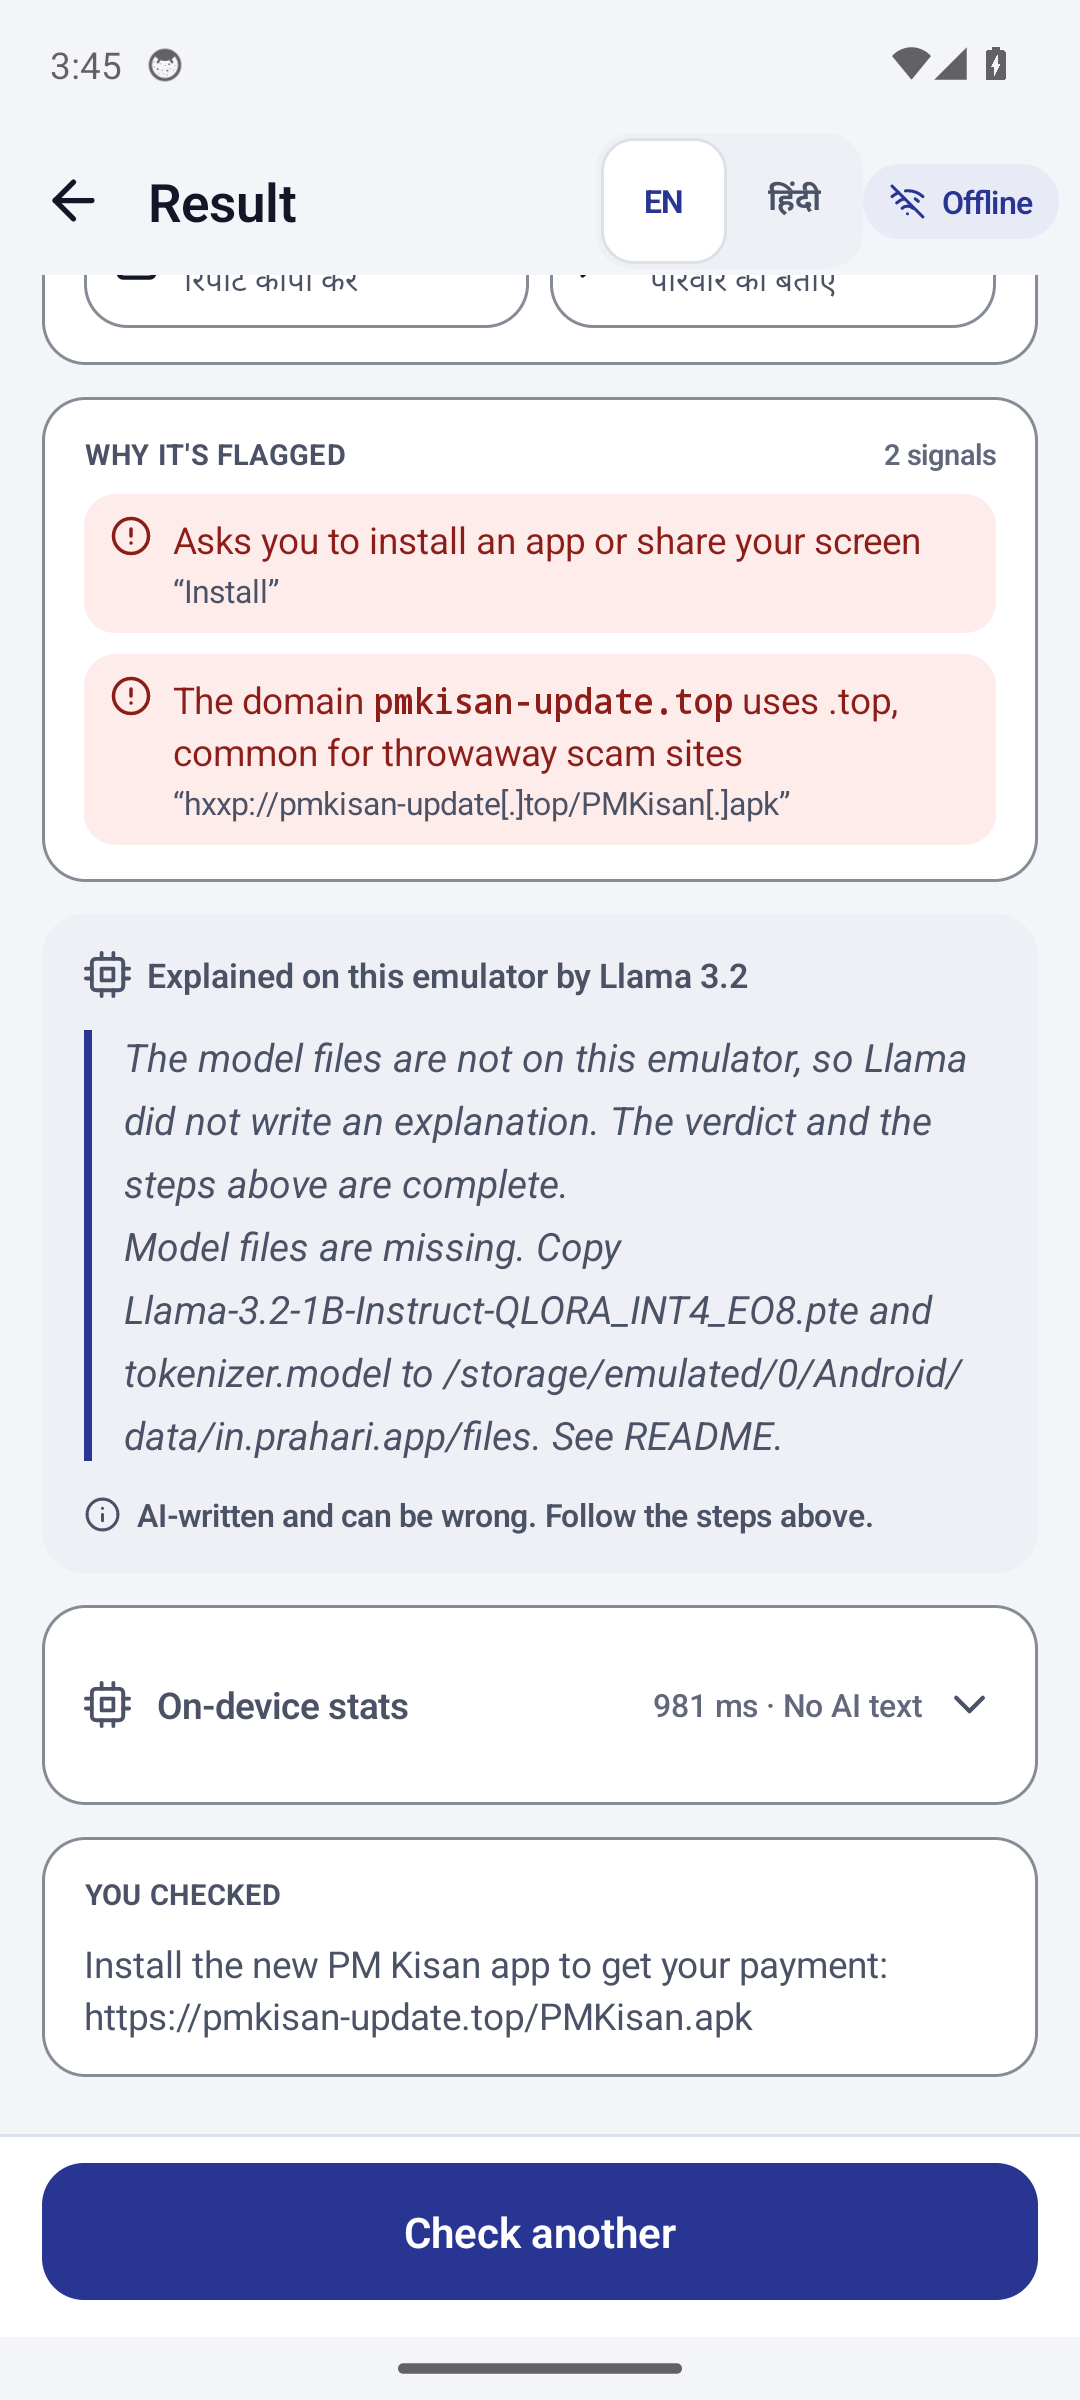 3:45
Result
EN
हिंदी
Offline
रिपोर्ट कॉपी करें
परिवार को बताएं
WHY IT'S FLAGGED
2 signals
Asks you to install an app or share your screen
“Install”
The domain pmkisan-update.top uses .top,
common for throwaway scam sites
“hxxp://pmkisan-update[.]top/PMKisan[.]apk”
Explained on this emulator by Llama 3.2
The model files are not on this emulator, so Llama
did not write an explanation. The verdict and the
steps above are complete.
Model files are missing. Copy
Llama-3.2-1B-Instruct-QLORA_INT4_EO8.pte and
tokenizer.model to /storage/emulated/0/Android/
data/in.prahari.app/files. See README.
AI-written and can be wrong. Follow the steps above.
On-device stats
981 ms · No AI text
YOU CHECKED
Install the new PM Kisan app to get your payment:
https://pmkisan-update.top/PMKisan.apk
Check another